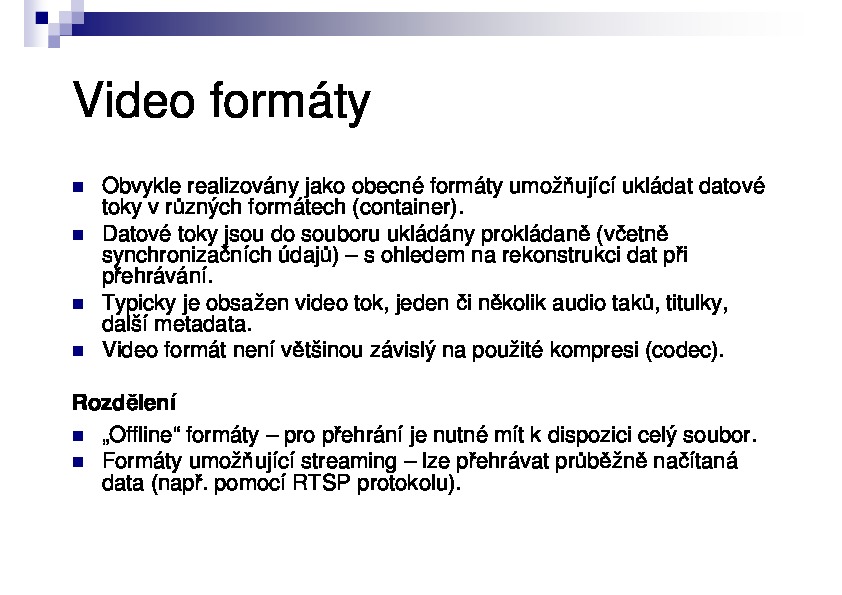 Video formáty
Obvykle realizovány jako obecné formáty umožňující ukládat datové
toky v různých formátech (container).
Datové toky jsou do souboru ukládány prokládaně (včetně
synchronizačních údajů) – s ohledem na rekonstrukci dat při
přehrávání.
Typicky je obsažen video tok, jeden či několik audio taků, titulky,
další metadata.
Video formát není většinou závislý na použité kompresi (codec).
Rozdělení
„Offline“ formáty – pro přehrání je nutné mít k dispozici celý soubor.
Formáty umožňující streaming – lze přehrávat průběžně načítaná
data (např. pomocí RTSP protokolu).